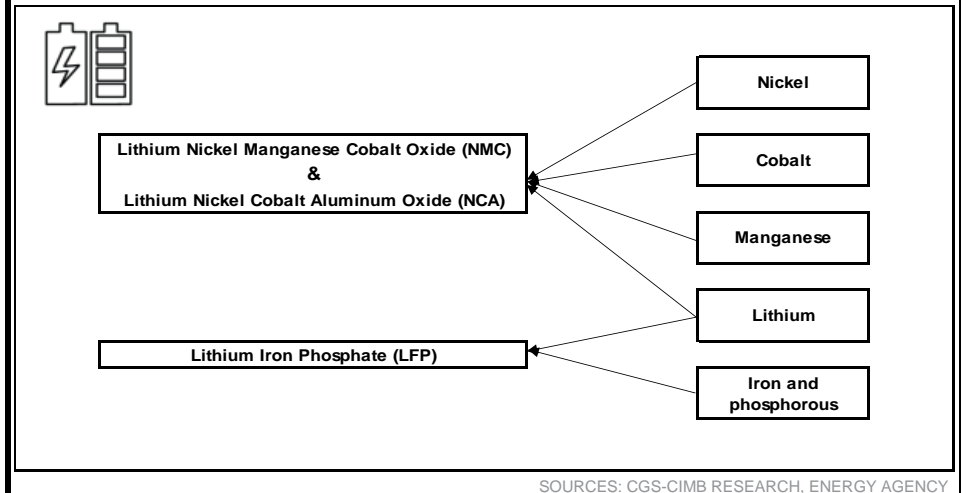 Nickel
Lithium Nickel Manganese Cobalt Oxide (NMC)
&
Lithium Nickel Cobalt Aluminum Oxide (NCA)
Cobalt
Manganese
Lithium
Lithium Iron Phosphate (LFP)
Iron and
phosphorous
SOURCES: CGS-CIMB RESEARCH, ENERGY AGENCY